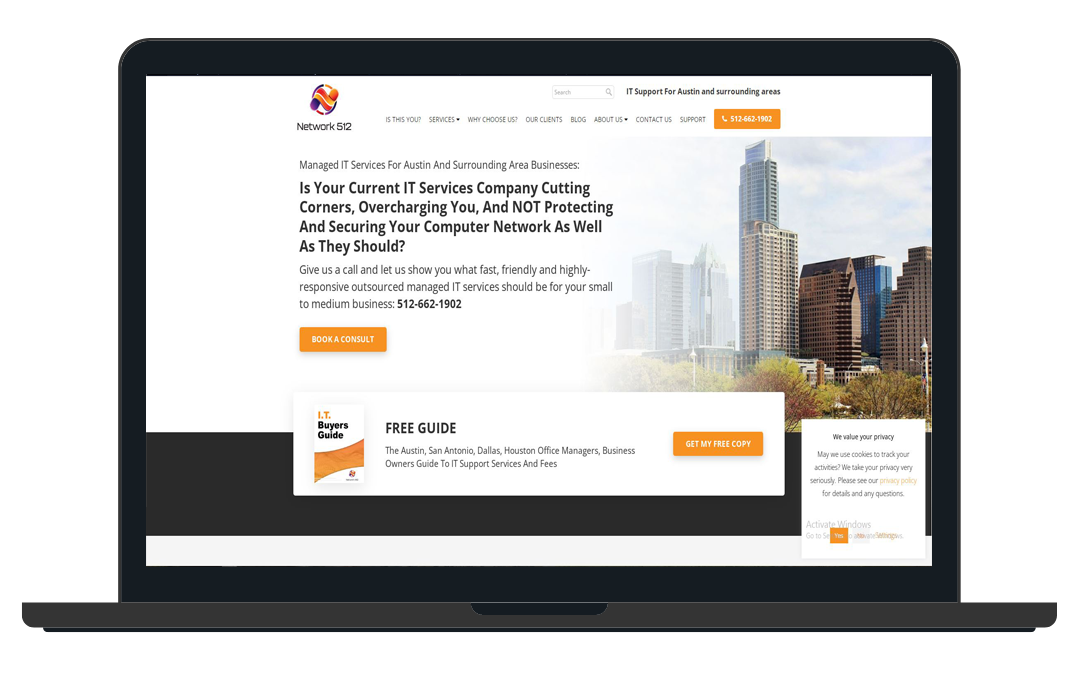 Search
IT Support For Austin and surrounding areas
Network 512
IS THIS YOU? SERVICES WHY CHOOSE US? OUR CLIENTS BLOG ABOUT US CONTACT US SUPPORT 512-662-1902
Managed IT Services For Austin And Surrounding Area Businesses:
Is Your Current IT Services Company Cutting
Corners, Overcharging You, And NOT Protecting
And Securing Your Computer Network As Well
As They Should?
Give us a call and let us show you what fast, friendly and highly-
responsive outsourced managed IT services should be for your small
to medium business: 512-662-1902
BOOK A CONSULT
I.T.
Buyers
Guide
FREE GUIDE
The Austin, San Antonio, Dallas, Houston Office Managers, Business
Owners Guide To IT Support Services And Fees
GET MY FREE COPY
We value your privacy
May we use cookies to track your
activities? We take your privacy very
seriously. Please see our privacy policy
for details and any questions.
Activate Windows
Go to
Yes
Settings